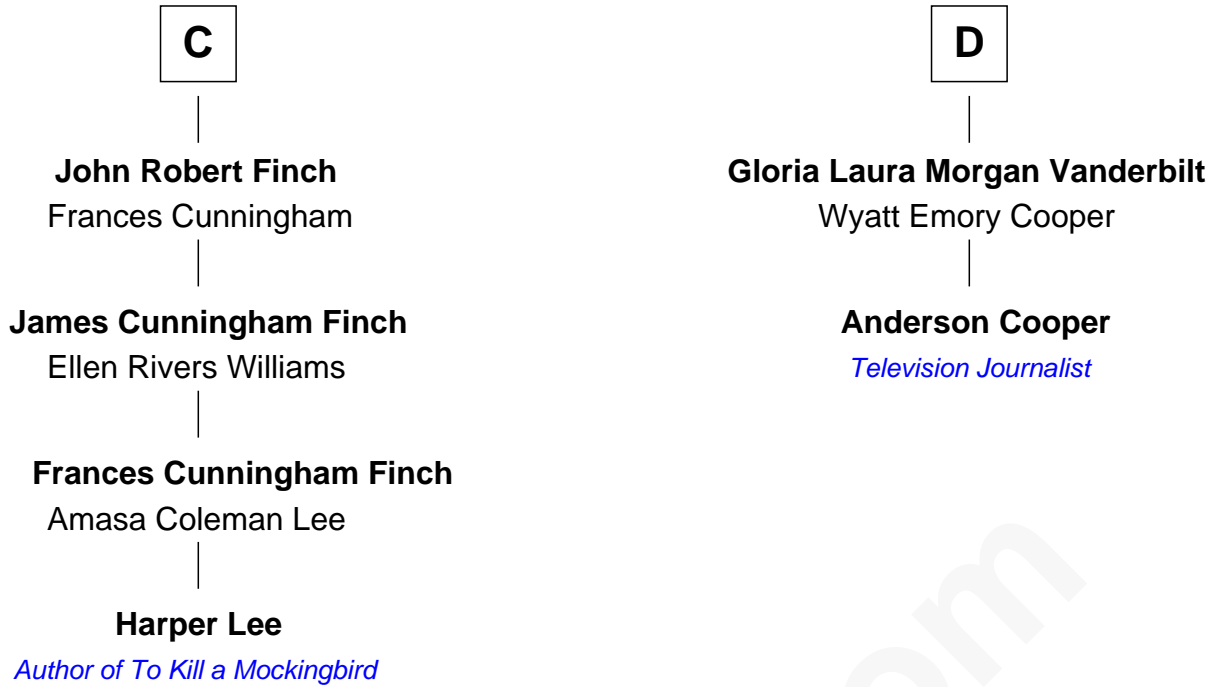 C
John Robert Finch
Frances Cunningham
James Cunningham Finch
Ellen Rivers Williams
Frances Cunningham Finch
Amasa Coleman Lee
Harper Lee
Author of To Kill a Mockingbird
D
Gloria Laura Morgan Vanderbilt
Wyatt Emory Cooper
Anderson Cooper
Television Journalist
om